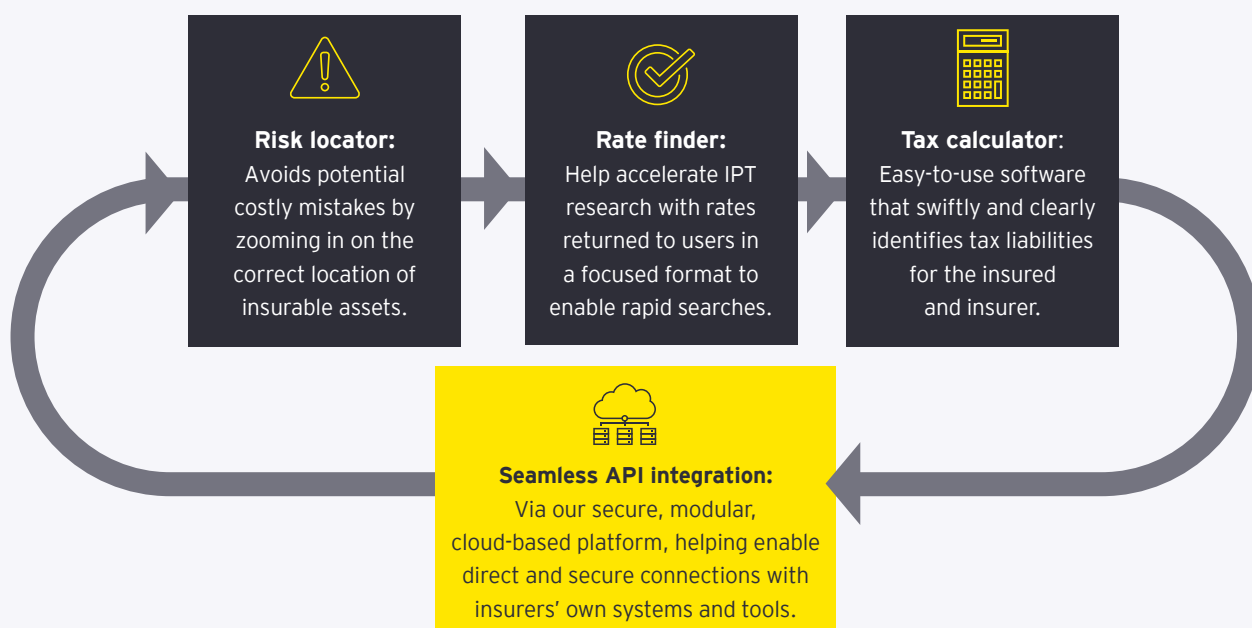 Risk locator:
Avoids potential
costly mistakes by
zooming in on the
correct location of
insurable assets.
Rate finder:
Help accelerate IPT
research with rates
returned to users in
a focused format to
enable rapid searches.
Tax calculator:
Easy-to-use software
that swiftly and clearly
identifies tax liabilities
for the insured
and insurer.
Seamless API integration:
Via our secure, modular,
cloud-based platform, helping enable
direct and secure connections with
insurers’ own systems and tools.